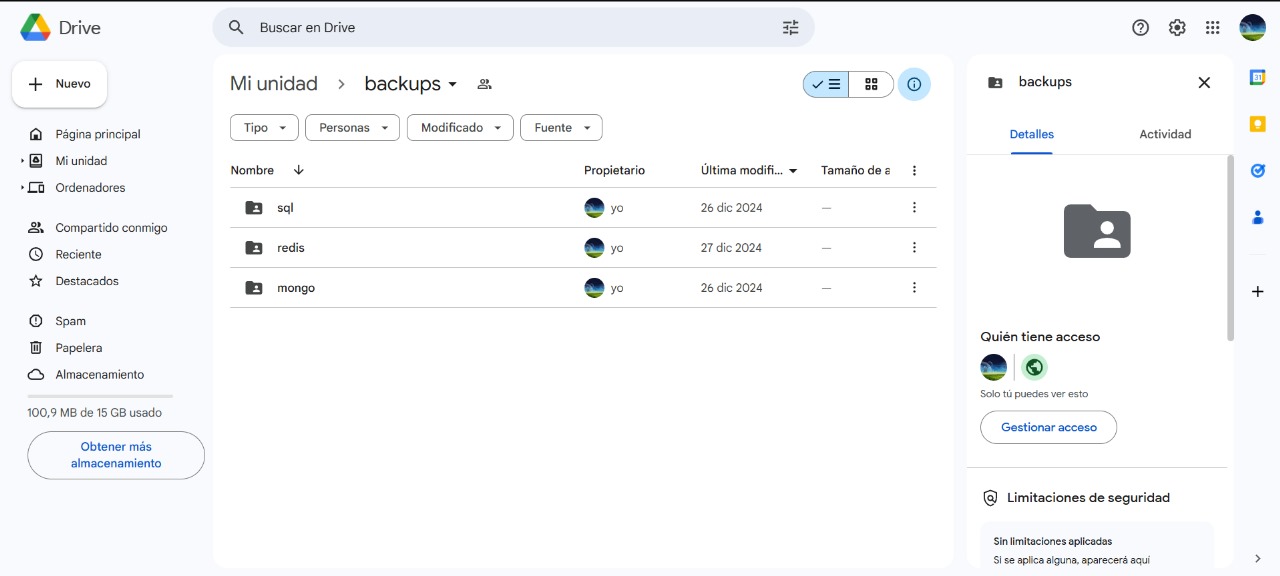 Drive
Buscar en Drive
Nuevo
Página principal
Mi unidad
Ordenadores
Compartido conmigo
Reciente
Destacados
Spam
Papelera
Almacenamiento
100,9 MB de 15 GB usado
Obtener más
almacenamiento
Mi unidad > backups
Tipo Personas Modificado Fuente
Nombre Propietario Última modifi... Tamaño de a
sql yo 26 dic 2024 —
redis yo 27 dic 2024 —
mongo yo 26 dic 2024 —
backups
Detalles Actividad
Quién tiene acceso
Solo tú puedes ver esto
Gestionar acceso
Limitaciones de seguridad
Sin limitaciones aplicadas
Si se aplica alguna, aparecerá aquí
31